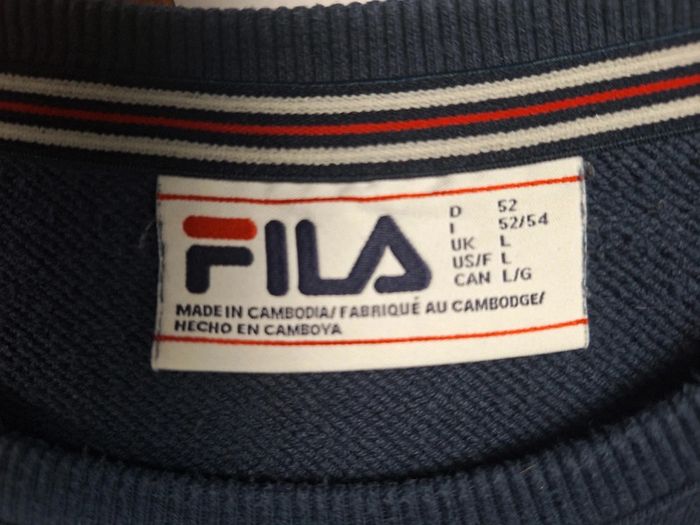 FILA
D 52
I 52/54
UK L
US/F L
CAN L/G
MADE IN CAMBODIA/FABRIQUÉ AU CAMBODGE/
HECHO EN CAMBOYA